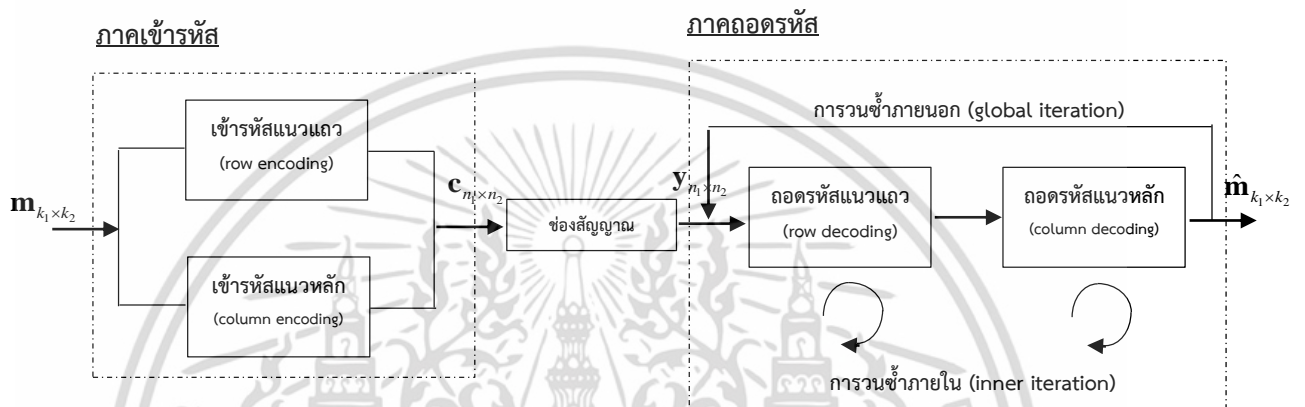 ภาคเข้ารหัส
ภาคถอดรหัส
การวนซ้ำภายนอก (global iteration)
เข้ารหัสแนวแถว
(row encoding)
m k₁×k₂
เข้ารหัสแนวหลัก
(column encoding)
c n₁×n₂
ช่องสัญญาณ
y n₁×n₂
ถอดรหัสแนวแถว
(row decoding)
ถอดรหัสแนวหลัก
(column decoding)
m̂ k₁×k₂
การวนซ้ำภายใน (inner iteration)